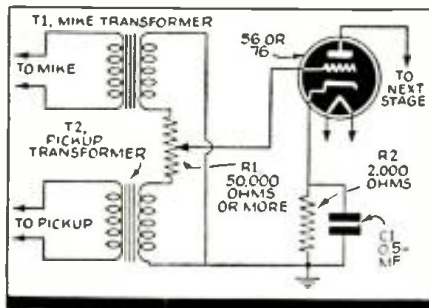 T1, MIKE TRANSFORMER
TO MIKE
T2,
PICKUP
TRANSFORMER
TO PICKUP
56 OR
76
TO
NEXT
STAGE
R1
50,000
OHMS
OR MORE
R2
2,000
OHMS
C1
0.5-
MF